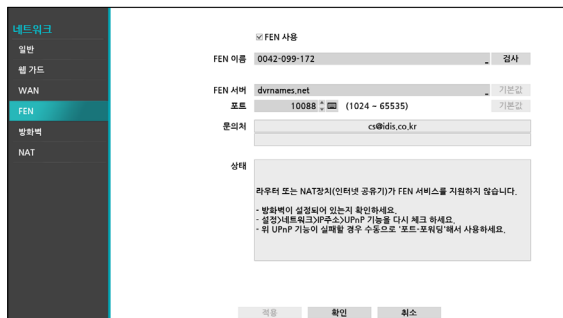 네트워크
일반
웹 가드
WAN
FEN
방화벽
NAT
FEN 사용
FEN 이름 0042-099-172 검사
FEN 서버 dvrnames.net 기본값
포트 10088 (1024 ~ 65535) 기본값
문의처 cs@idis.co.kr
상태
라우터 또는 NAT장치(인터넷 공유기)가 FEN 서비스를 지원하지 않습니다.
- 방화벽이 설정되어 있는지 확인하세요.
- 설정>네트워크>IP주소>UPnP 기능을 다시 체크 하세요.
- 위 UPnP 기능이 실패할 경우 수동으로 '포트-포워딩'해서 사용하세요.
적용 확인 취소